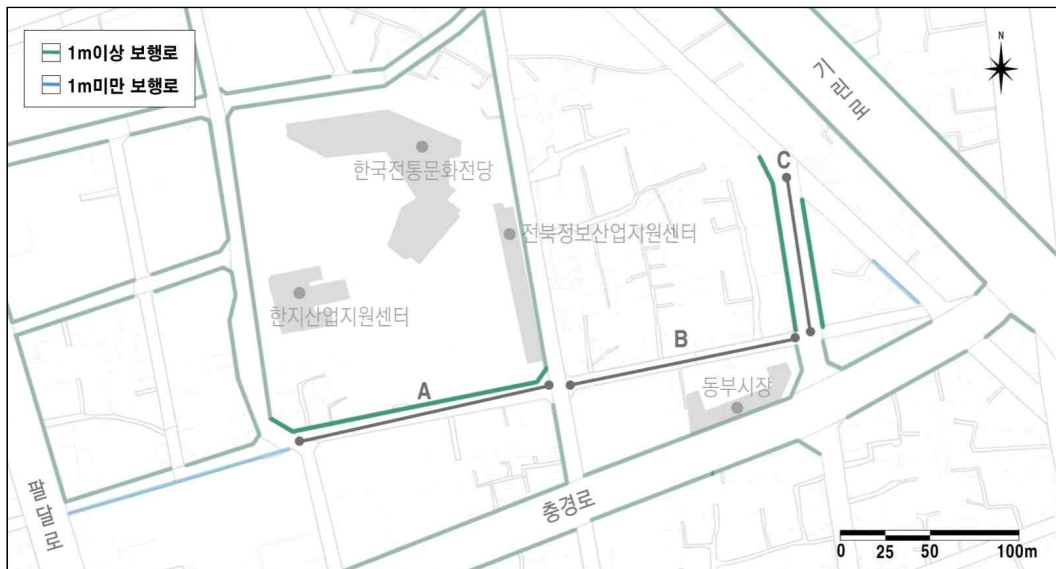 1m이상 보행로
1m미만 보행로
N
기린로
한국전통문화전당
C
전북정보산업지원센터
한지산업지원센터
B
A
동부시장
팔달로
충경로
0 25 50 100m